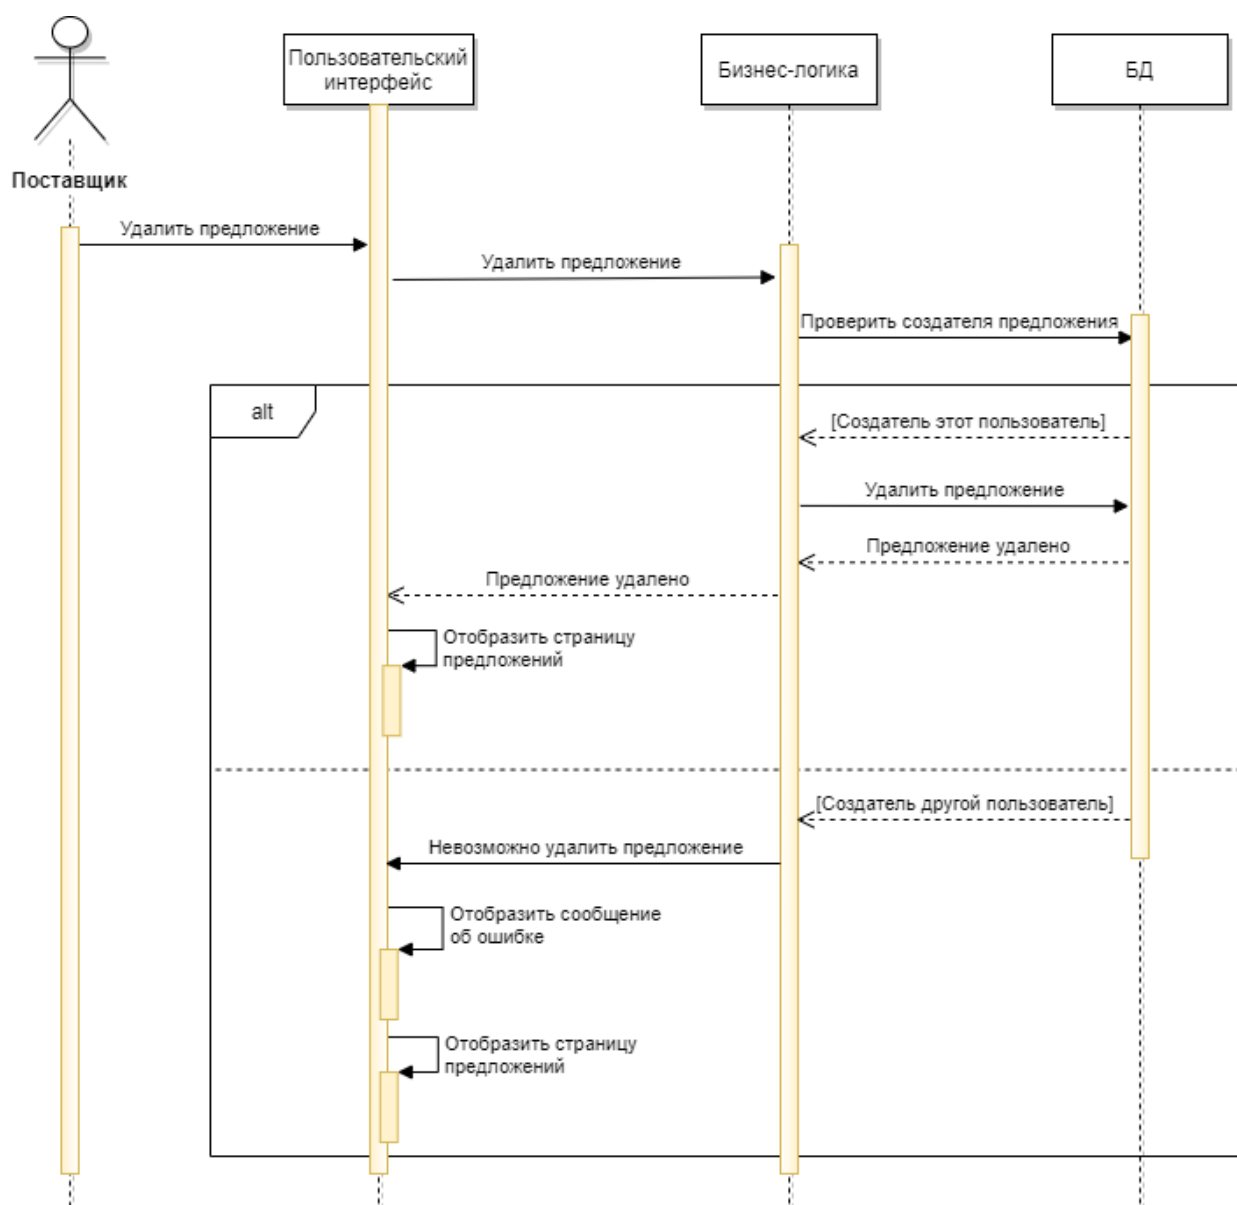 Пользовательский
интерфейс
Бизнес-логика
БД
Поставщик
Удалить предложение
Удалить предложение
Проверить создателя предложения
alt
[Создатель этот пользователь]
Удалить предложение
Предложение удалено
Предложение удалено
Отобразить страницу
предложений
[Создатель другой пользователь]
Невозможно удалить предложение
Отобразить сообщение
об ошибке
Отобразить страницу
предложений